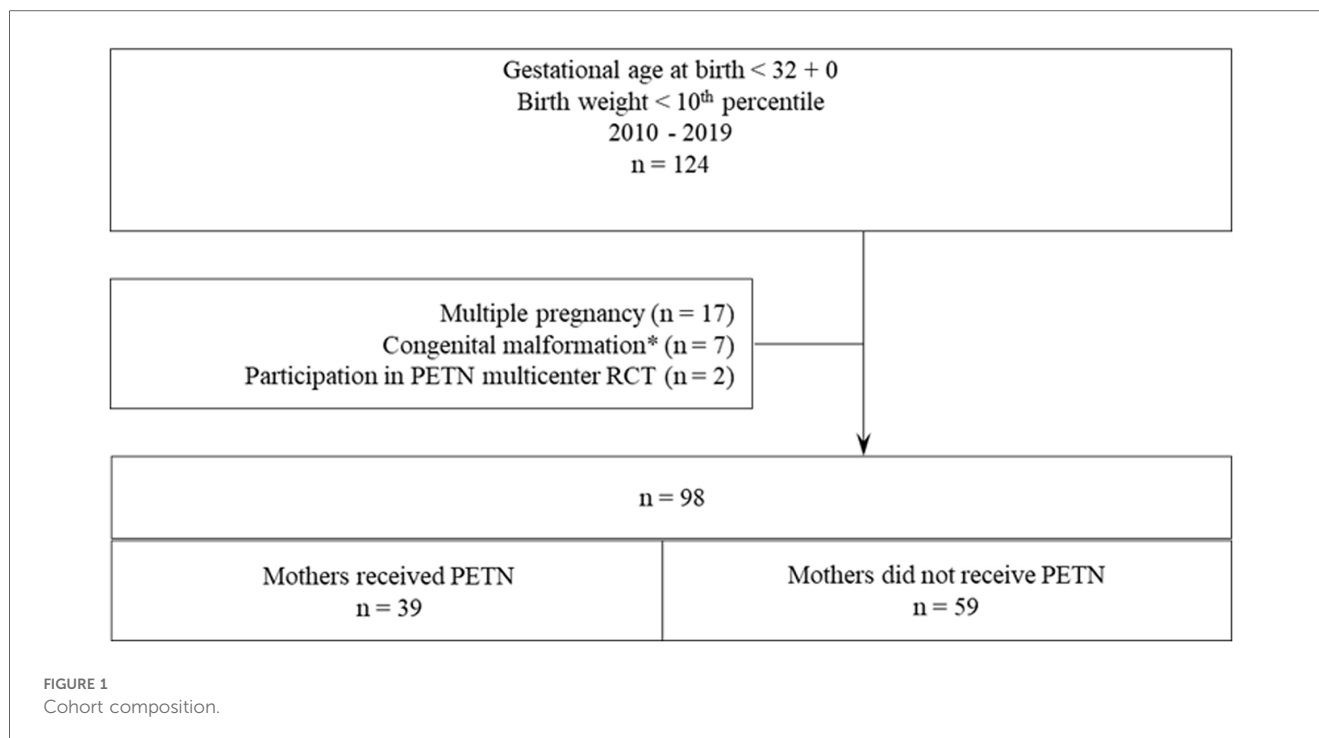 Gestational age at birth < 32 + 0
Birth weight < 10th percentile
2010 - 2019
n = 124
Multiple pregnancy (n = 17)
Congenital malformation* (n = 7)
Participation in PETN multicenter RCT (n = 2)
n = 98
Mothers received PETN
n = 39
Mothers did not receive PETN
n = 59
FIGURE 1
Cohort composition.